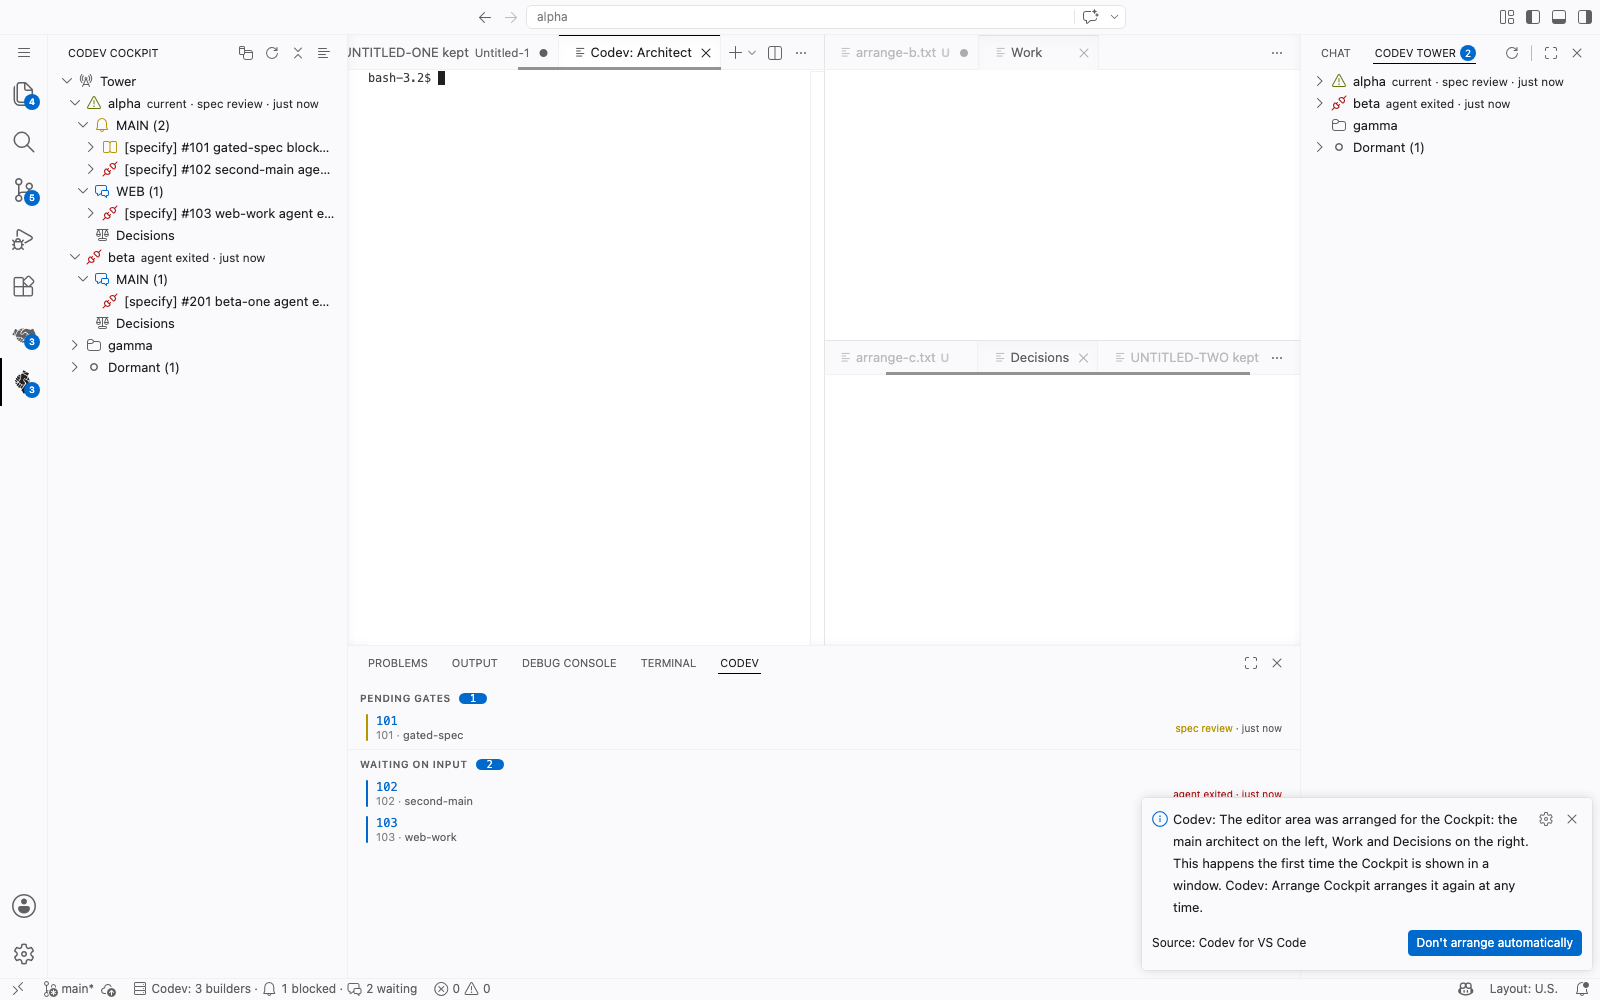 alpha
CODEV COCKPIT
Tower
alpha current · spec review · just now
MAIN (2)
[specify] #101 gated-spec block...
[specify] #102 second-main age...
WEB (1)
[specify] #103 web-work agent e...
Decisions
beta agent exited · just now
MAIN (1)
[specify] #201 beta-one agent e...
Decisions
gamma
Dormant (1)
4
5
3
3
UNTITLED-ONE kept Untitled-1
Codev: Architect
bash-3.2$
arrange-b.txt U
Work
arrange-c.txt U
Decisions
UNTITLED-TWO kept
CHAT
CODEV TOWER 2
alpha current · spec review · just now
beta agent exited · just now
gamma
Dormant (1)
PROBLEMS
OUTPUT
DEBUG CONSOLE
TERMINAL
CODEV
PENDING GATES 1
101
101 · gated-spec
spec review · just now
WAITING ON INPUT 2
102
102 · second-main
agent exited · just now
103
103 · web-work
Codev: The editor area was arranged for the Cockpit: the
main architect on the left, Work and Decisions on the right.
This happens the first time the Cockpit is shown in a
window. Codev: Arrange Cockpit arranges it again at any
time.
Source: Codev for VS Code
Don't arrange automatically
main*
Codev: 3 builders · 1 blocked · 2 waiting
0 0
Layout: U.S.